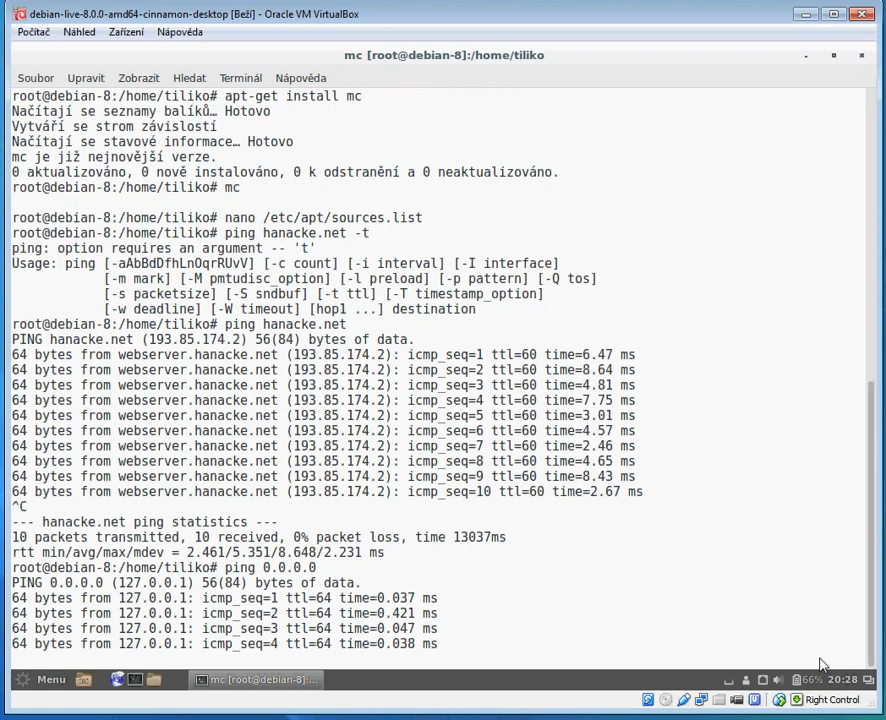 debian-live-8.0.0-amd64-cinnamon-desktop [Beží] - Oracle VM VirtualBox
Počítač Náhled Zařízení Nápověda
mc [root@debian-8]:/home/tiliko
Soubor Upravit Zobrazit Hledat Terminál Nápověda
root@debian-8:/home/tiliko# apt-get install mc
Načítají se seznamy balíků… Hotovo
Vytváří se strom závislostí
Načítají se stavové informace… Hotovo
mc je již nejnovější verze.
0 aktualizováno, 0 nově instalováno, 0 k odstranění a 0 neaktualizováno.
root@debian-8:/home/tiliko# mc
root@debian-8:/home/tiliko# nano /etc/apt/sources.list
root@debian-8:/home/tiliko# ping hanacke.net -t
ping: option requires an argument -- 't'
Usage: ping [-aAbBdDfhLnOqrRUvV] [-c count] [-i interval] [-I interface]
            [-m mark] [-M pmtudisc_option] [-l preload] [-p pattern] [-Q tos]
            [-s packetsize] [-S sndbuf] [-t ttl] [-T timestamp_option]
            [-w deadline] [-W timeout] [hop1 ...] destination
root@debian-8:/home/tiliko# ping hanacke.net
PING hanacke.net (193.85.174.2) 56(84) bytes of data.
64 bytes from webserver.hanacke.net (193.85.174.2): icmp_seq=1 ttl=60 time=6.47 ms
64 bytes from webserver.hanacke.net (193.85.174.2): icmp_seq=2 ttl=60 time=8.64 ms
64 bytes from webserver.hanacke.net (193.85.174.2): icmp_seq=3 ttl=60 time=4.81 ms
64 bytes from webserver.hanacke.net (193.85.174.2): icmp_seq=4 ttl=60 time=7.75 ms
64 bytes from webserver.hanacke.net (193.85.174.2): icmp_seq=5 ttl=60 time=3.01 ms
64 bytes from webserver.hanacke.net (193.85.174.2): icmp_seq=6 ttl=60 time=4.57 ms
64 bytes from webserver.hanacke.net (193.85.174.2): icmp_seq=7 ttl=60 time=2.46 ms
64 bytes from webserver.hanacke.net (193.85.174.2): icmp_seq=8 ttl=60 time=4.65 ms
64 bytes from webserver.hanacke.net (193.85.174.2): icmp_seq=9 ttl=60 time=8.43 ms
64 bytes from webserver.hanacke.net (193.85.174.2): icmp_seq=10 ttl=60 time=2.67 ms
^C
--- hanacke.net ping statistics ---
10 packets transmitted, 10 received, 0% packet loss, time 13037ms
rtt min/avg/max/mdev = 2.461/5.351/8.648/2.231 ms
root@debian-8:/home/tiliko# ping 0.0.0.0
PING 0.0.0.0 (127.0.0.1) 56(84) bytes of data.
64 bytes from 127.0.0.1: icmp_seq=1 ttl=64 time=0.037 ms
64 bytes from 127.0.0.1: icmp_seq=2 ttl=64 time=0.421 ms
64 bytes from 127.0.0.1: icmp_seq=3 ttl=64 time=0.047 ms
64 bytes from 127.0.0.1: icmp_seq=4 ttl=64 time=0.038 ms
Menu mc [root@debian-8]:... 66% 20:28
Right Control